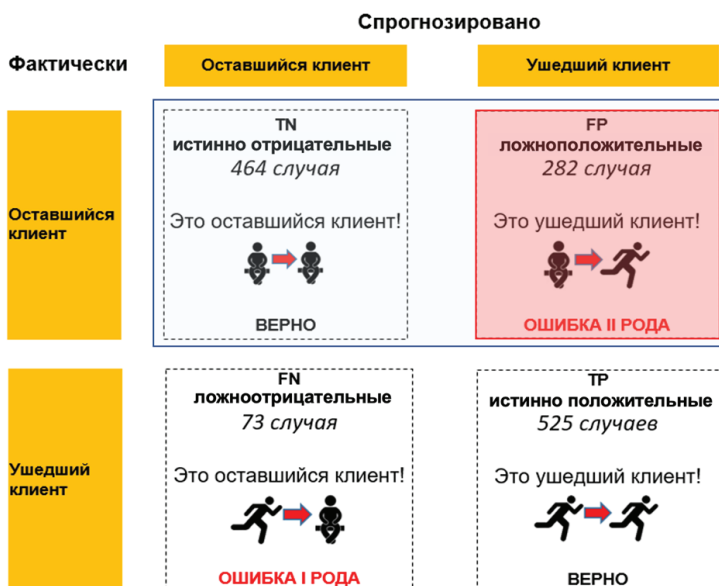 Спрогнозировано
Фактически
Оставшийся клиент
Ушедший клиент
Оставшийся
клиент
TN
истинно отрицательные
464 случая
Это оставшийся клиент!
ВЕРНО
FP
ложноположительные
282 случая
Это ушедший клиент!
ОШИБКА II РОДА
Ушедший
клиент
FN
ложноотрицательные
73 случая
Это оставшийся клиент!
ОШИБКА I РОДА
TP
истинно положительные
525 случаев
Это ушедший клиент!
ВЕРНО